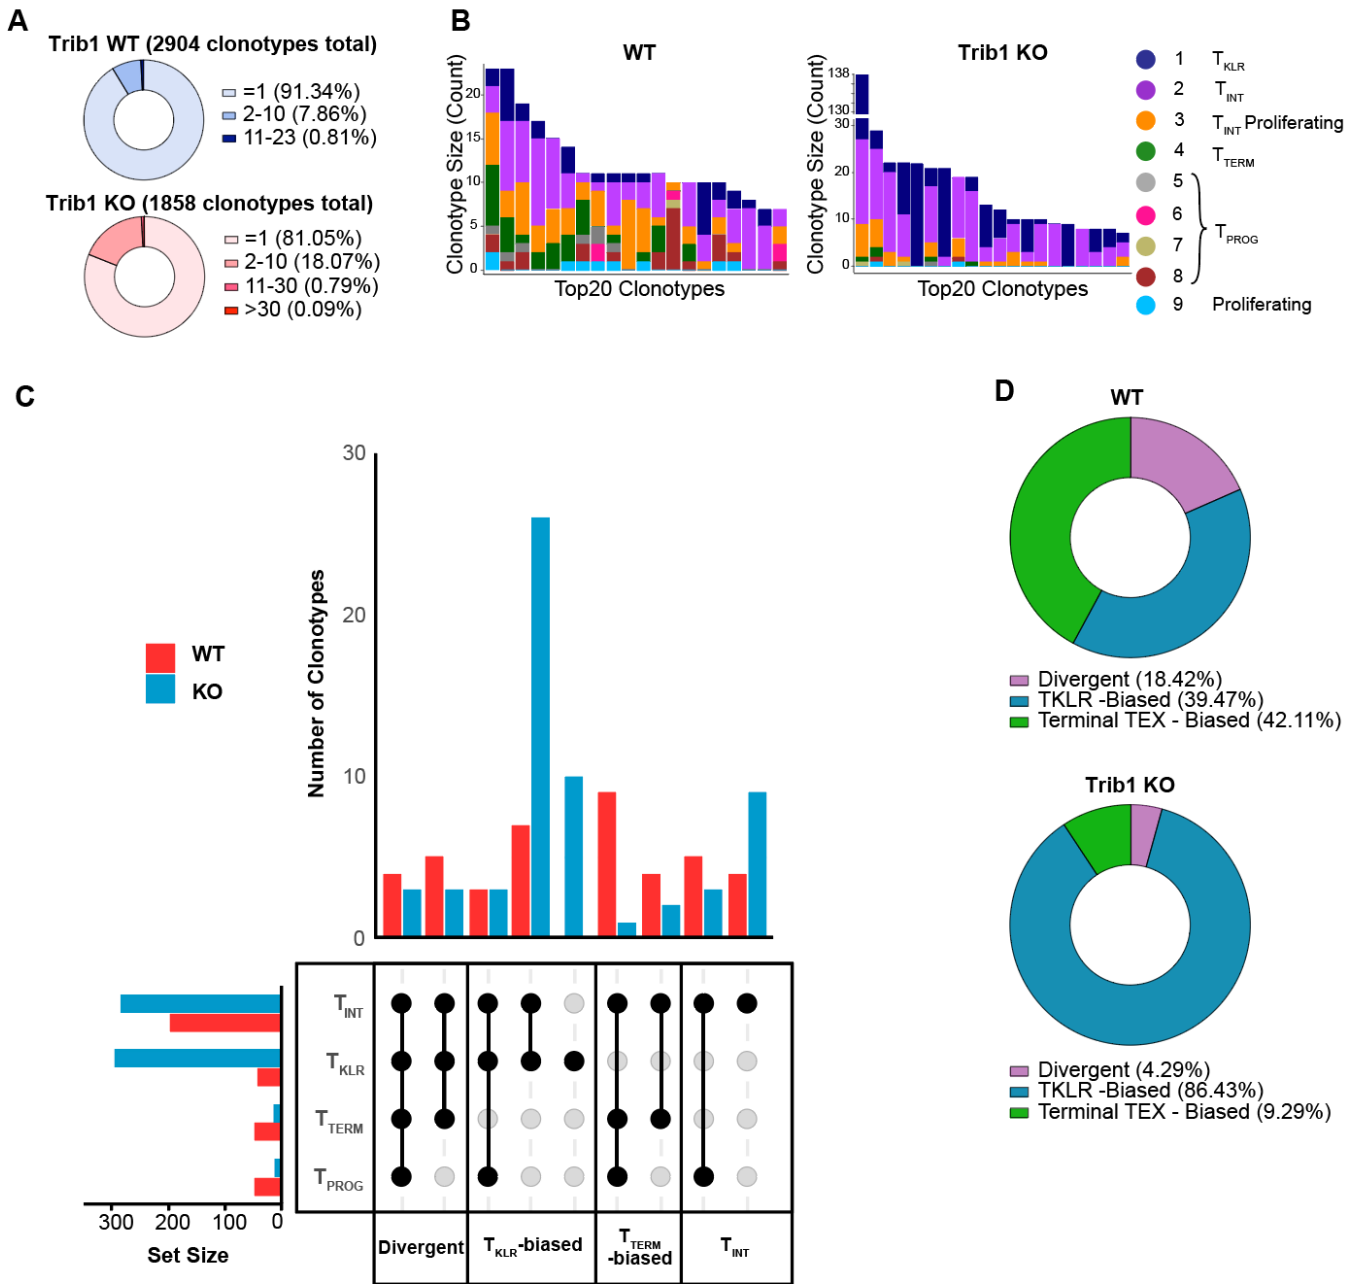 A
Trib1 WT (2904 clonotypes total)
=1 (91.34%)
2-10 (7.86%)
11-23 (0.81%)
Trib1 KO (1858 clonotypes total)
=1 (81.05%)
2-10 (18.07%)
11-30 (0.79%)
>30 (0.09%)
B
WT
Clonotype Size (Count)
20
10
5
0
Top20 Clonotypes
Trib1 KO
Clonotype Size (Count)
138
130
30
20
10
0
Top20 Clonotypes
1 TKLR
2 TINT
3 TINT Proliferating
4 TTERM
5
6
7
8
TPROG
9 Proliferating
C
WT
KO
Number of Clonotypes
30
20
10
0
TINT
TKLR
TTERM
TPROG
300 200 100 0
Set Size
Divergent
TKLR-biased
TTERM
-biased
TINT
D
WT
Divergent (18.42%)
TKLR -Biased (39.47%)
Terminal TEX - Biased (42.11%)
Trib1 KO
Divergent (4.29%)
TKLR -Biased (86.43%)
Terminal TEX - Biased (9.29%)